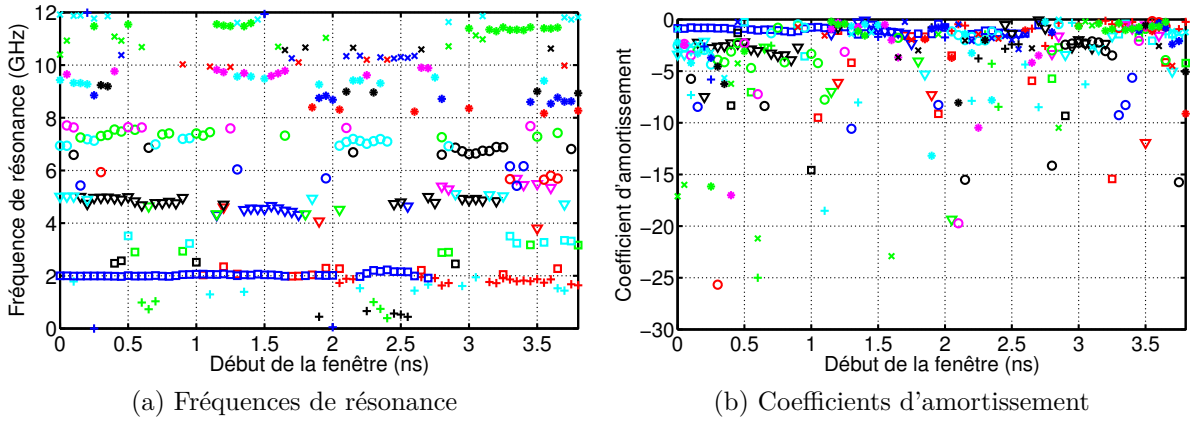 12
10
8
6
4
2
0
Fréquence de résonance (GHz)
0 0.5 1 1.5 2 2.5 3 3.5
Début de la fenêtre (ns)
(a) Fréquences de résonance
0
−5
−10
−15
−20
−25
−30
Coefficient d'amortissement
0 0.5 1 1.5 2 2.5 3 3.5
Début de la fenêtre (ns)
(b) Coefficients d'amortissement